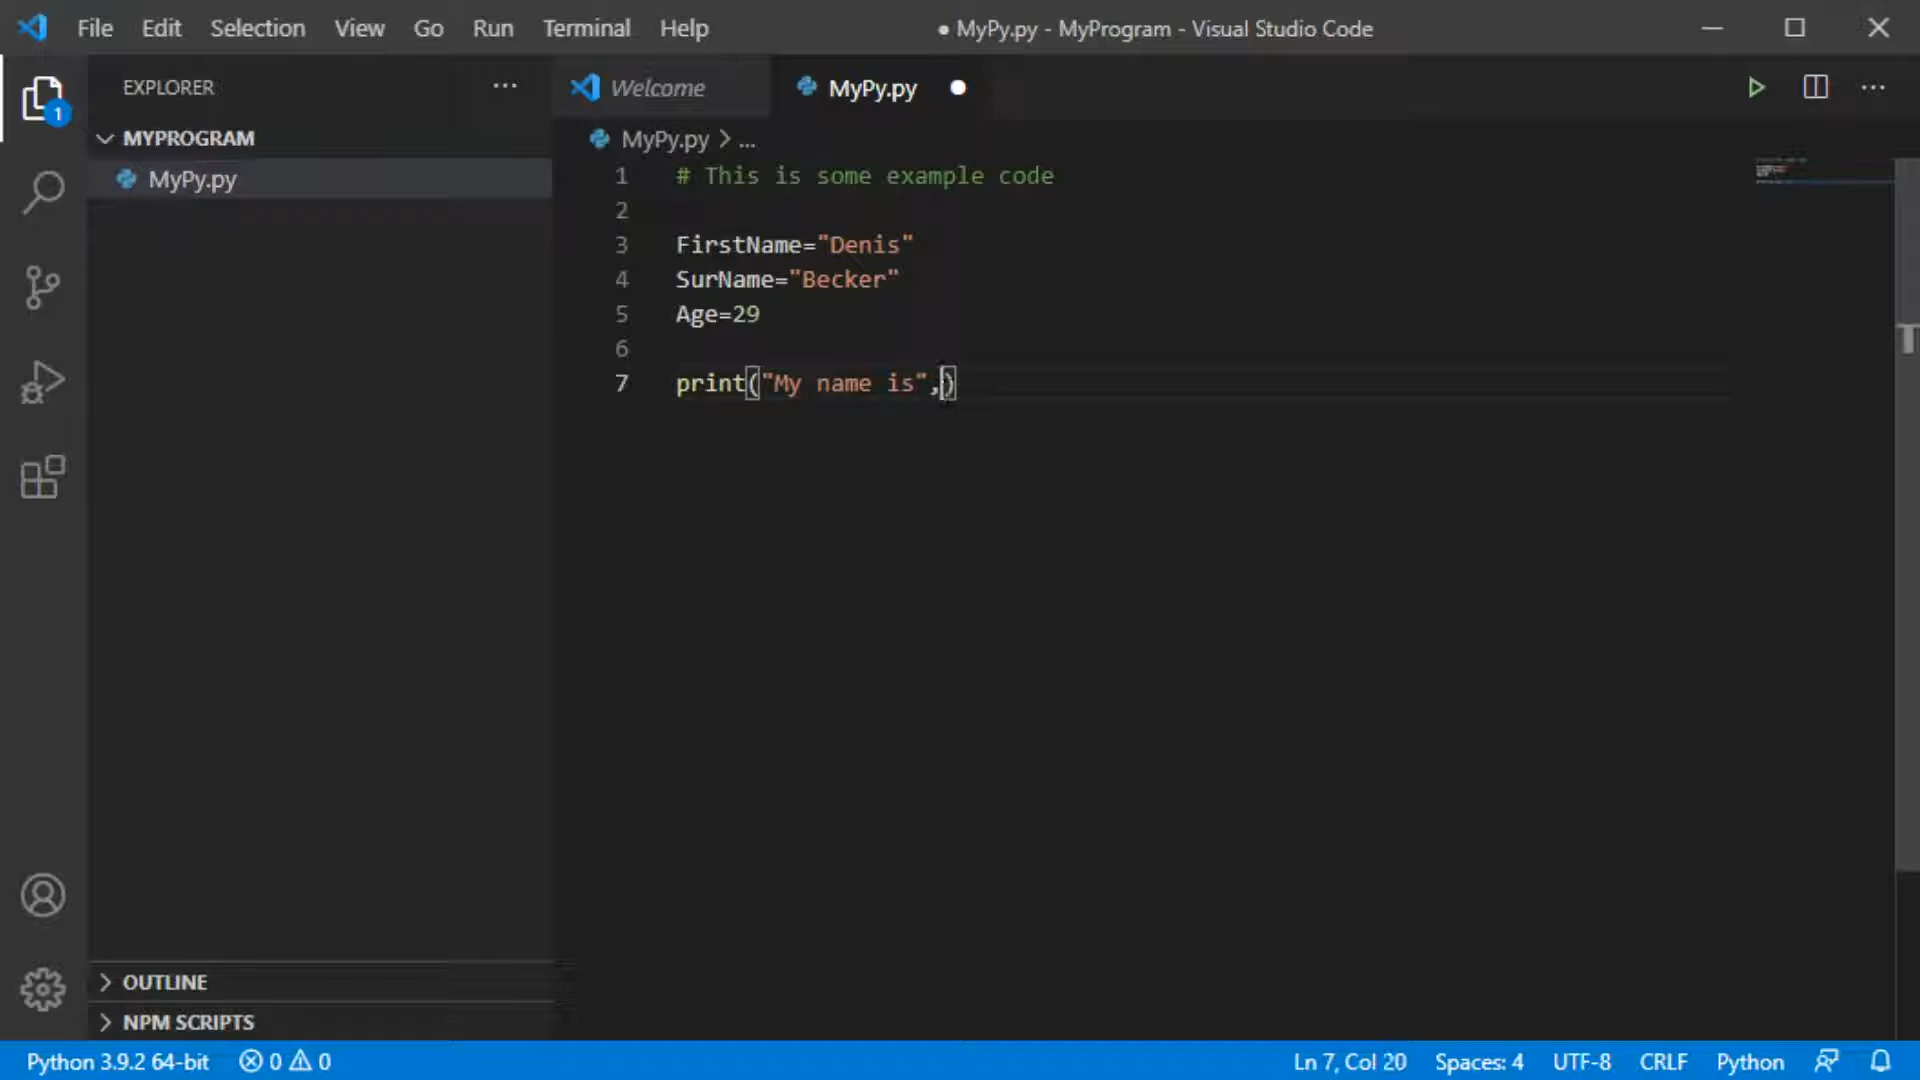 File Edit Selection View Go Run Terminal Help ● MyPy.py - MyProgram - Visual Studio Code
EXPLORER ··· Welcome MyPy.py
1
MYPROGRAM
MyPy.py > ...
MyPy.py
1 # This is some example code
2
3 FirstName="Denis"
4 SurName="Becker"
5 Age=29
6
7 print("My name is",)
OUTLINE
NPM SCRIPTS
Python 3.9.2 64-bit 0 0 Ln 7, Col 20 Spaces: 4 UTF-8 CRLF Python